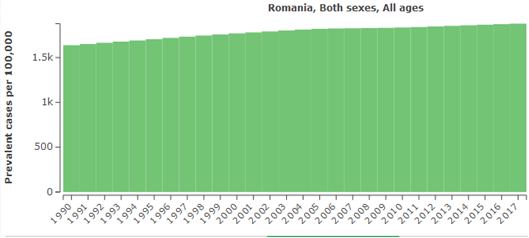 Romania, Both sexes, All ages
Prevalent cases per 100,000
1.5k
1k
500
0
1990 1991 1992 1993 1994 1995 1996 1997 1998 1999 2000 2001 2002 2003 2004 2005 2006 2007 2008 2009 2010 2011 2012 2013 2014 2015 2016 2017